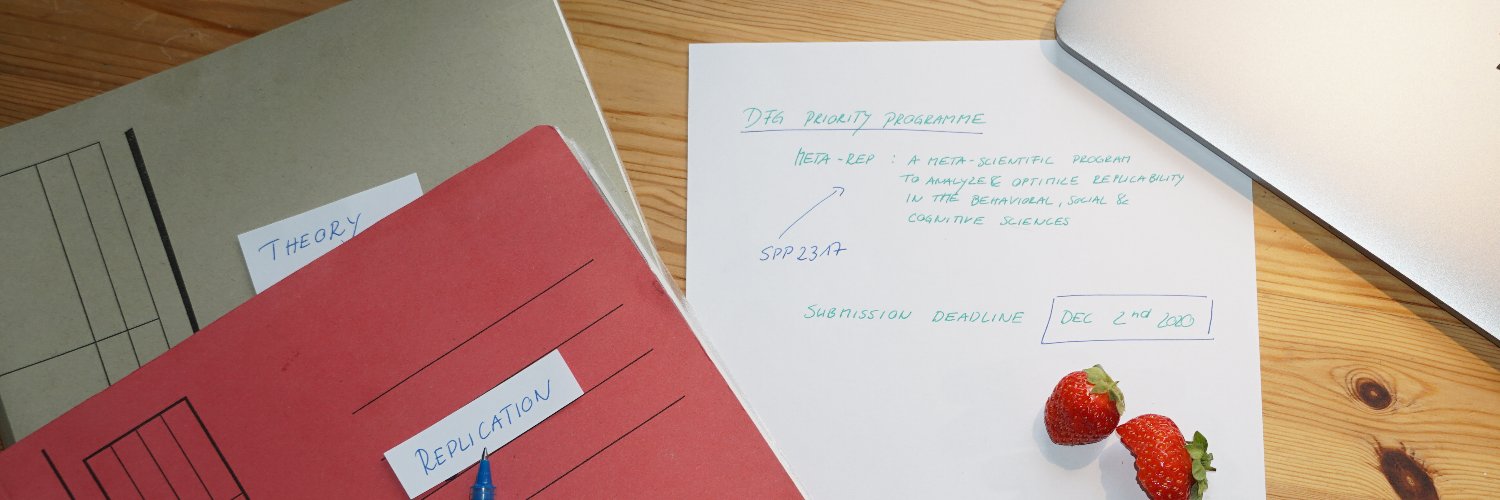 THEORY
REPLICATION
DFG PRIORITY PROGRAMME
META-REP : A META-SCIENTIFIC PROGRAM
TO ANALYZE & OPTIMIZE REPLICABILITY
IN THE BEHAVIORAL, SOCIAL &
COGNITIVE SCIENCES
SPP 2317
SUBMISSION DEADLINE DEC 2nd 2020